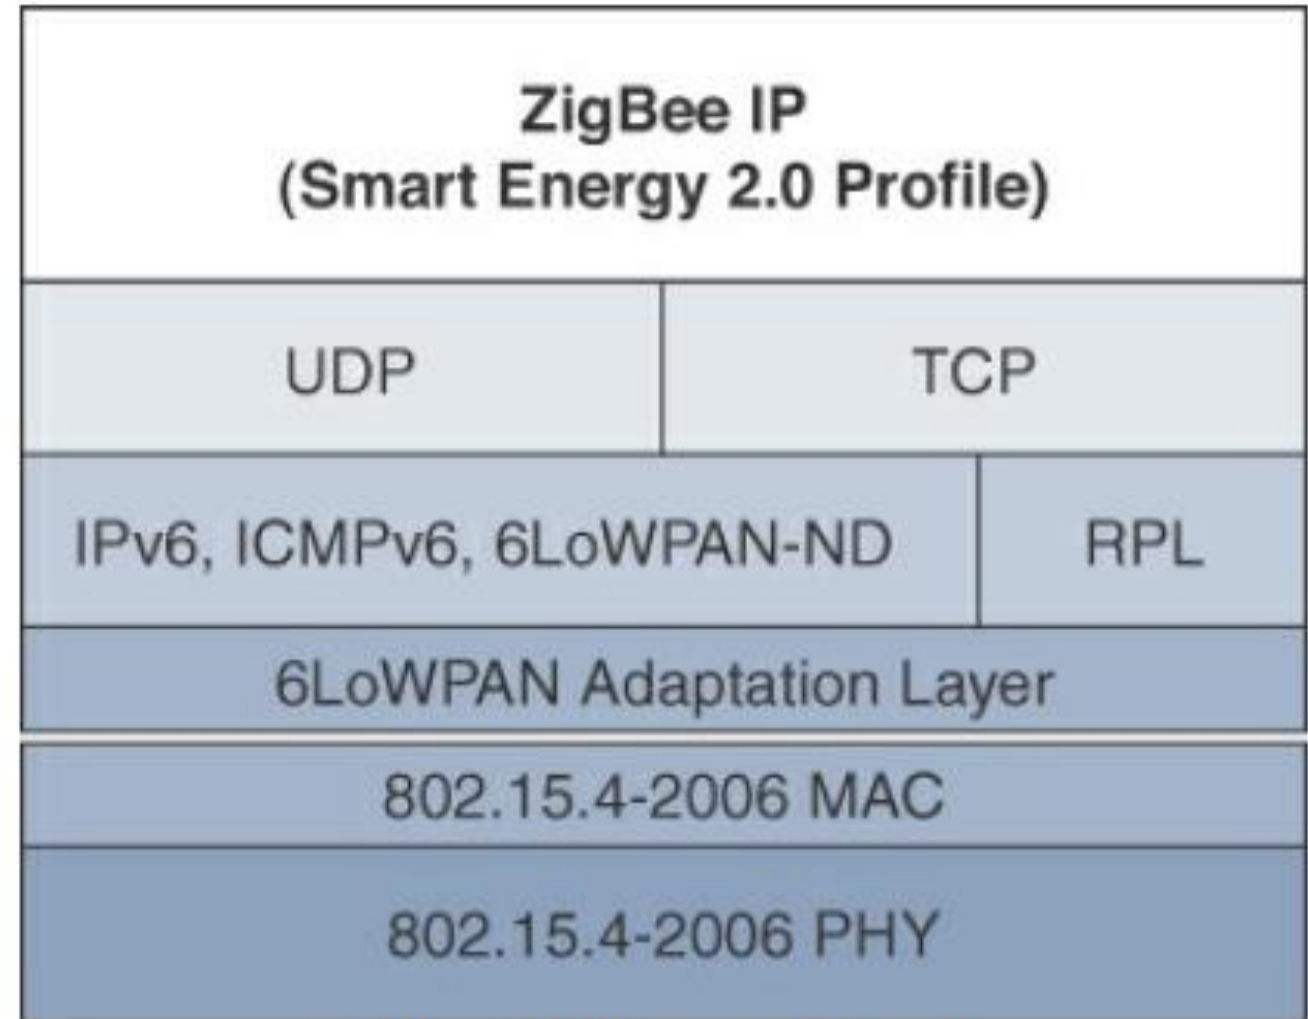 ZigBee IP
(Smart Energy 2.0 Profile)
UDP
TCP
IPv6, ICMPv6, 6LoWPAN-ND
RPL
6LoWPAN Adaptation Layer
802.15.4-2006 MAC
802.15.4-2006 PHY